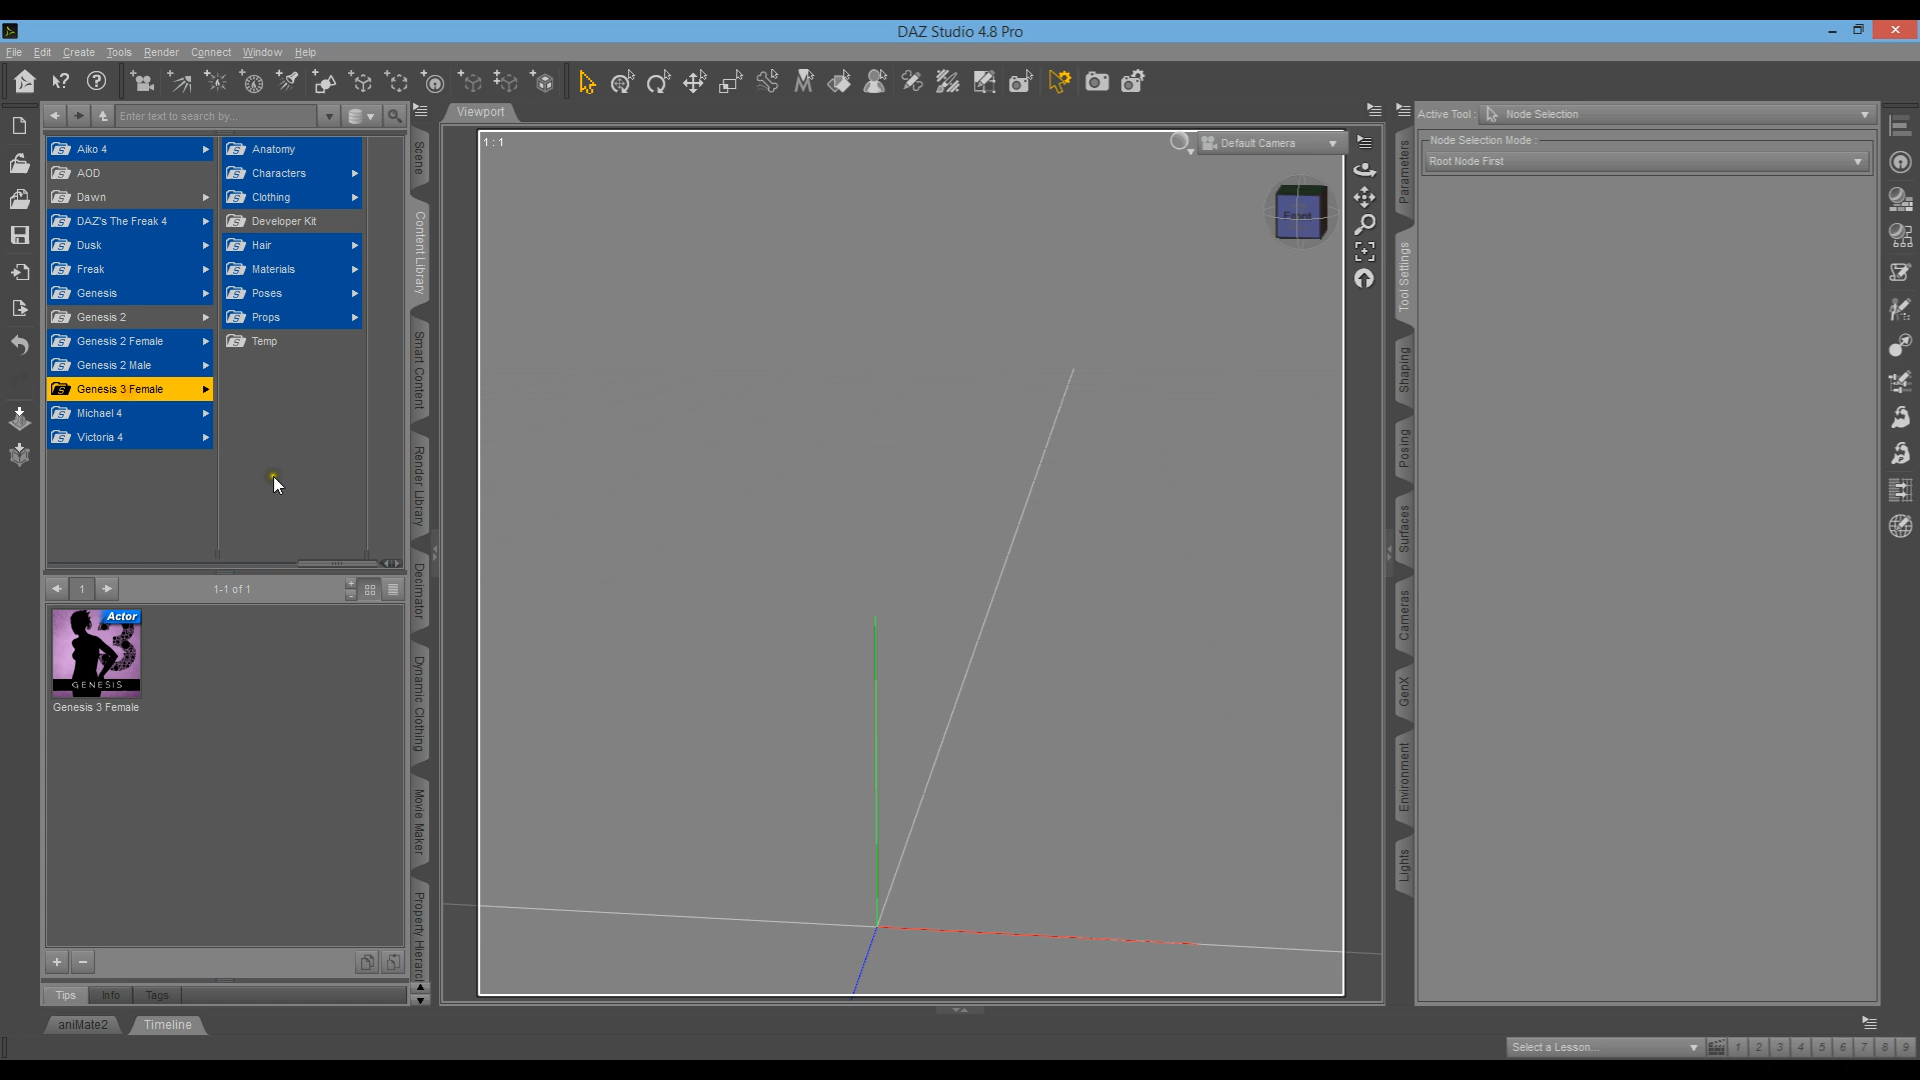 DAZ Studio 4.8 Pro
File Edit Create Tools Render Connect Window Help
Enter text to search by...
Aiko 4
AOD
Dawn
DAZ's The Freak 4
Dusk
Freak
Genesis
Genesis 2
Genesis 2 Female
Genesis 2 Male
Genesis 3 Female
Michael 4
Victoria 4
Anatomy
Characters
Clothing
Developer Kit
Hair
Materials
Poses
Props
Temp
1
1-1 of 1
Actor
GENESIS
Genesis 3 Female
Tips Info Tags
aniMate2 Timeline
Scene
Content Library
Smart Content
Render Library
Decimator
Dynamic Clothing
Movie Maker
Property Hierarc
Viewport
1 : 1
Default Camera
Front
Parameters
Tool Settings
Shaping
Posing
Surfaces
Cameras
GenX
Environment
Lights
Active Tool : Node Selection
Node Selection Mode :
Root Node First
Select a Lesson...
1 2 3 4 5 6 7 8 9